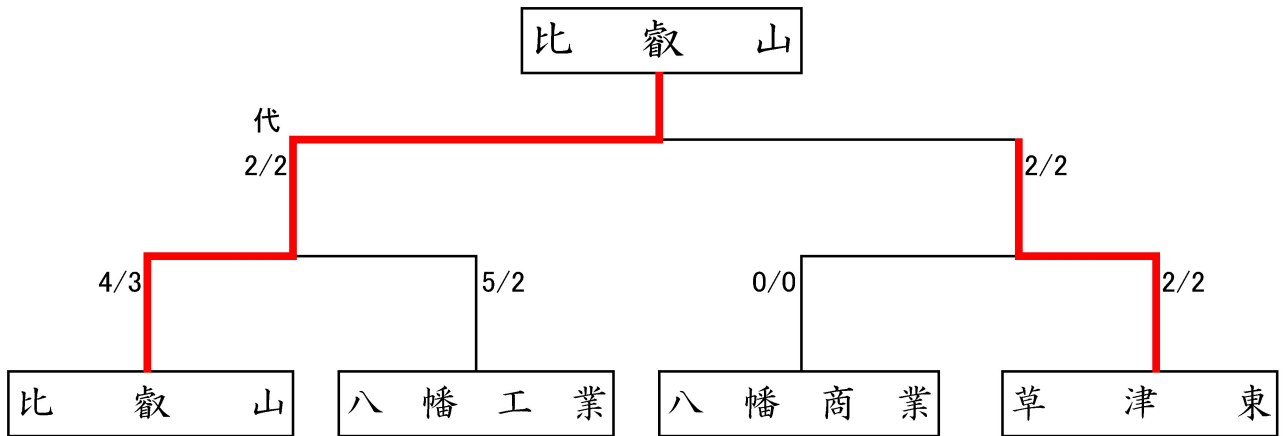 比叡山
代
2/2 2/2
4/3 5/2 0/0 2/2
比叡山 八幡工業 八幡商業 草津東